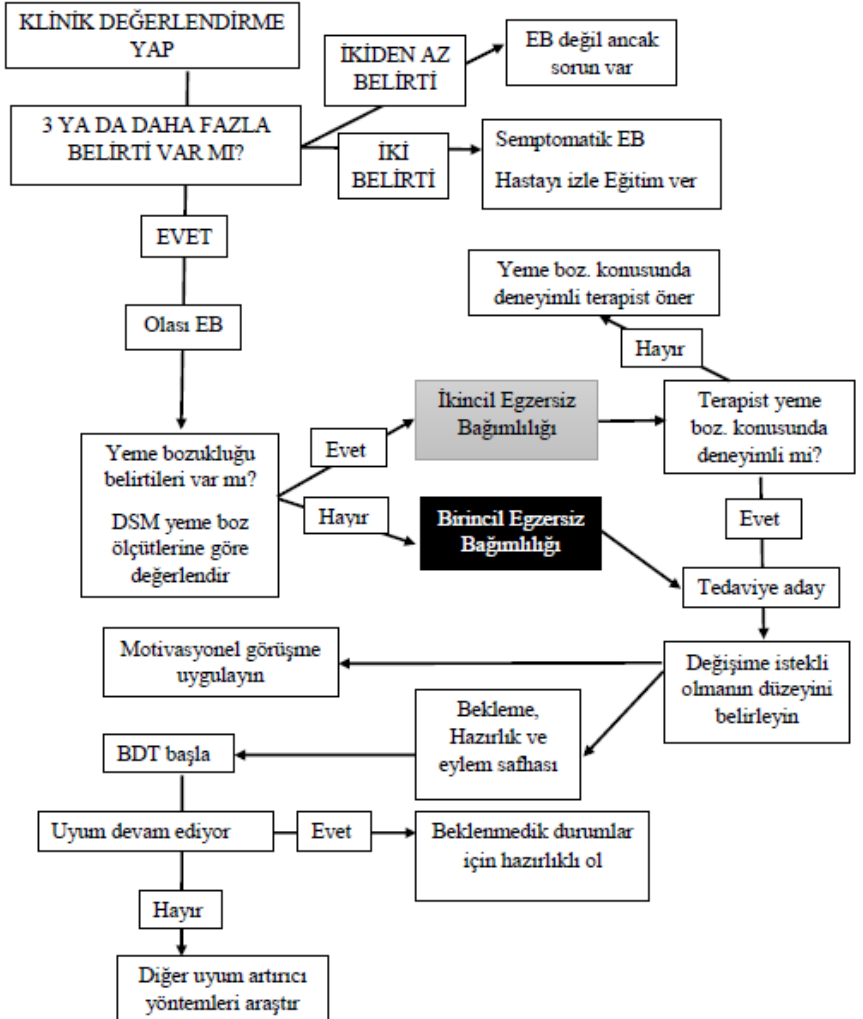 KLİNİK DEĞERLENDİRME
YAP
İKİDEN AZ
BELİRTİ
EB değil ancak
sorun var
3 YA DA DAHA FAZLA
BELİRTİ VAR MI?
İKİ
BELİRTİ
Semptomatik EB
Hastayı izle Eğitim ver
EVET
Olası EB
Yeme boz. konusunda
deneyimli terapist öner
Hayır
Yeme bozukluğu
belirtileri var mı?
DSM yeme boz
ölçütlerine göre
değerlendir
Evet
İkincil Egzersiz
Bağımlılığı
Terapist yeme
boz. konusunda
deneyimli mi?
Hayır
Birincil Egzersiz
Bağımlılığı
Evet
Tedaviye aday
Motivasyonel görüşme
uygulayın
Değişime istekli
olmanın düzeyini
belirleyin
Bekleme,
Hazırlık ve
eylem safhası
BDT başla
Uyum devam ediyor
Evet
Beklenmedik durumlar
için hazırlıklı ol
Hayır
Diğer uyum artırıcı
yöntemleri araştır